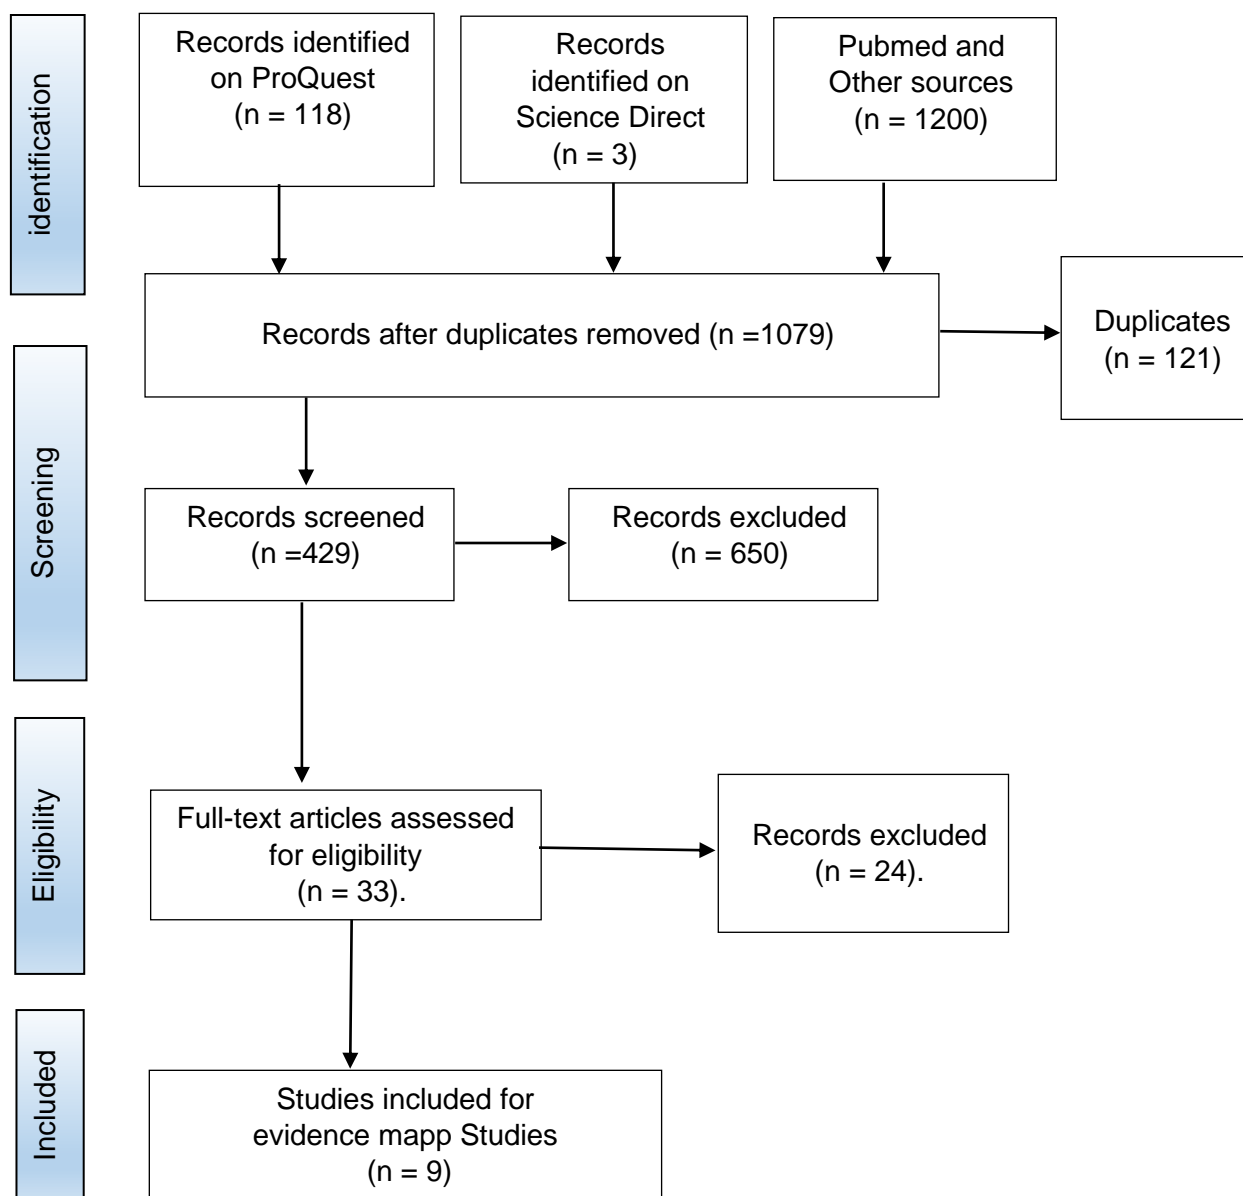 identification
Records identified
on ProQuest
(n = 118)
Records
identified on
Science Direct
(n = 3)
Pubmed and
Other sources
(n = 1200)
Records after duplicates removed (n =1079)
Duplicates
(n = 121)
Screening
Records screened
(n =429)
Records excluded
(n = 650)
Eligibility
Full-text articles assessed
for eligibility
(n = 33).
Records excluded
(n = 24).
Included
Studies included for
evidence mapp Studies
(n = 9)